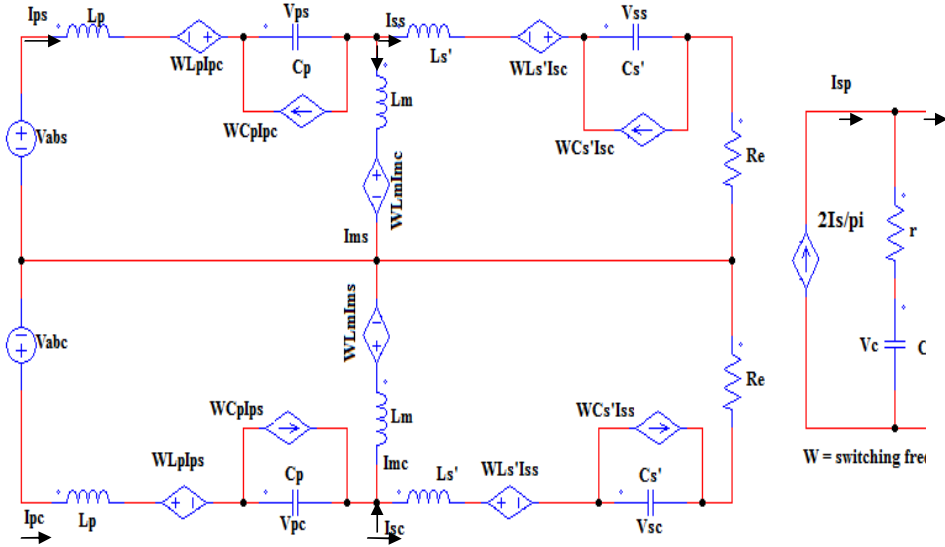 Ips Lp Vps Iss Ls' Vss
WLpIpc Cp WLs'Isc Cs'
Isp
WCpIpc Lm WCs'Isc
Vabs WLmImc Re
2Is/pi r
Ims
WLmIms
Vabc Vc
Re
WCpIps Lm WCs'Iss
WLpIps Cp Imc Ls' WLs'Iss Cs'
W = switching
Ipc Lp Vpc Isc Vsc